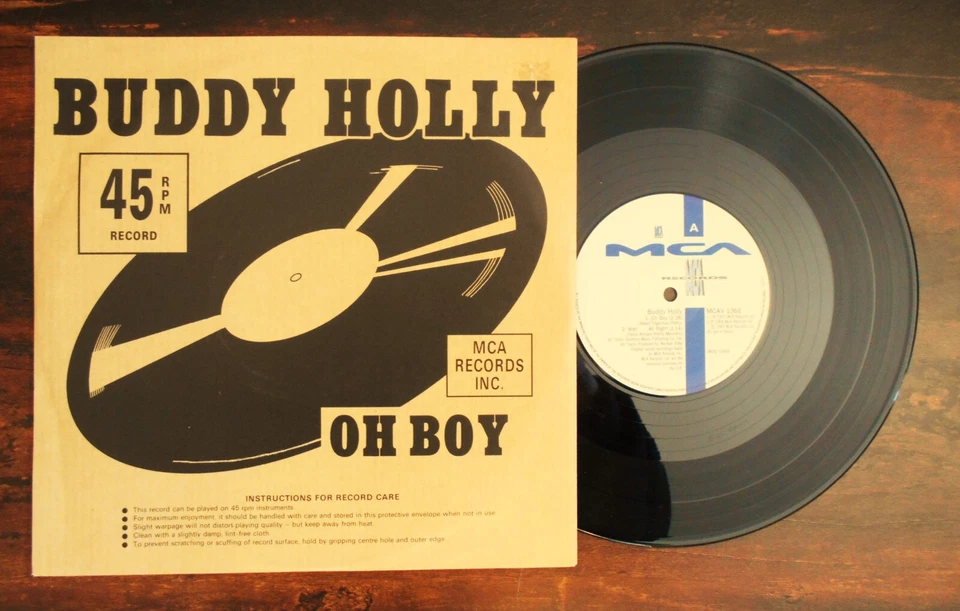 BUDDY HOLLY
45 RPM
RECORD
MCA
RECORDS
INC.
OH BOY
INSTRUCTIONS FOR RECORD CARE
● This record can be played on 45 rpm instruments
● For maximum enjoyment, it should be handled with care and stored in this protective envelope when not in use
● Slight warpage will not distort playing quality - but keep away from heat
● Clean with a slightly damp, lint-free cloth
● To prevent scratching or scuffing of record surface, hold by gripping centre hole and outer edge.
A
MCA
RECORDS
Buddy Holly